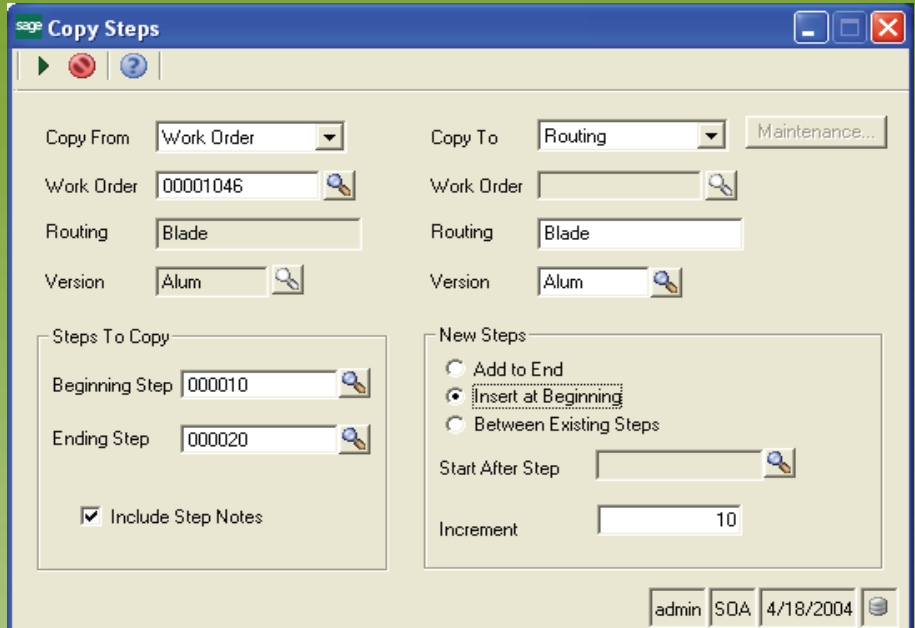 sage Copy Steps
Copy From Work Order Copy To Routing Maintenance...
Work Order 00001046 Work Order
Routing Blade Routing Blade
Version Alum Version Alum
Steps To Copy New Steps
Beginning Step 000010 Add to End
Insert at Beginning
Ending Step 000020 Between Existing Steps
Start After Step
Include Step Notes Increment 10
admin SOA 4/18/2004